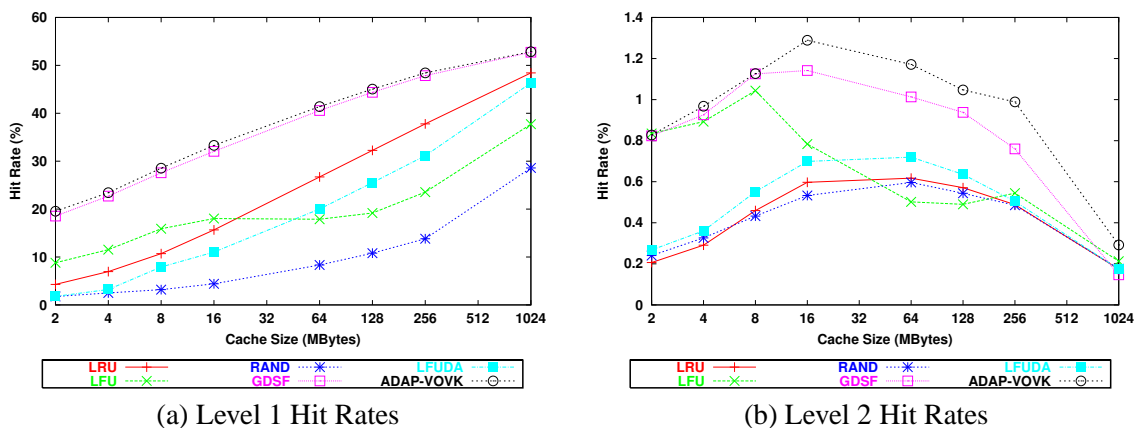 60
50
40
30
20
10
0
Hit Rate (%)
2 4 8 16 32 64 128 256 512 1024
Cache Size (MBytes)
LRU RAND LFUDA
LFU GDSF ADAP-VOVK
(a) Level 1 Hit Rates
1.4
1.2
1
0.8
0.6
0.4
0.2
0
Hit Rate (%)
2 4 8 16 32 64 128 256 512 1024
Cache Size (MBytes)
LRU RAND LFUDA
LFU GDSF ADAP-VOVK
(b) Level 2 Hit Rates